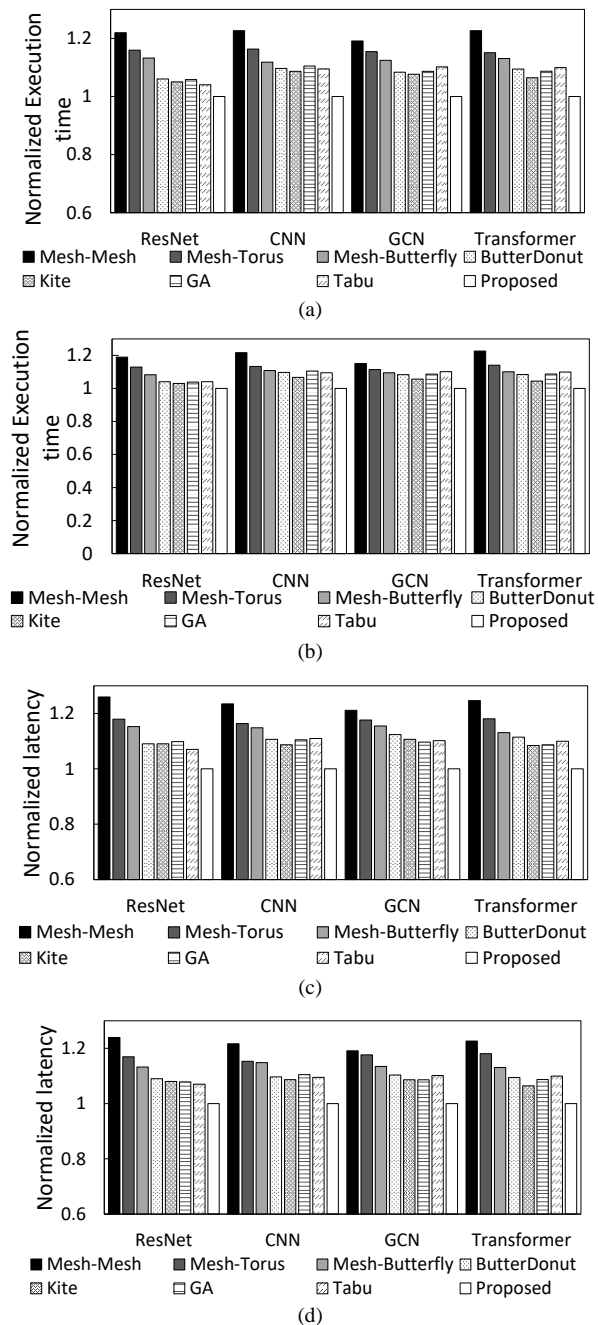 Normalized Execution
time
1.2
1
0.8
0.6
ResNet CNN GCN Transformer
Mesh-Mesh Mesh-Torus Mesh-Butterfly ButterDonut
Kite GA Tabu Proposed
(a)
Normalized Execution
time
1.2
1
0.8
0.6
0.4
0.2
0
ResNet CNN GCN Transformer
Mesh-Mesh Mesh-Torus Mesh-Butterfly ButterDonut
Kite GA Tabu Proposed
(b)
Normalized latency
1.2
1
0.8
0.6
ResNet CNN GCN Transformer
Mesh-Mesh Mesh-Torus Mesh-Butterfly ButterDonut
Kite GA Tabu Proposed
(c)
Normalized latency
1.2
1
0.8
0.6
ResNet CNN GCN Transformer
Mesh-Mesh Mesh-Torus Mesh-Butterfly ButterDonut
Kite GA Tabu Proposed
(d)